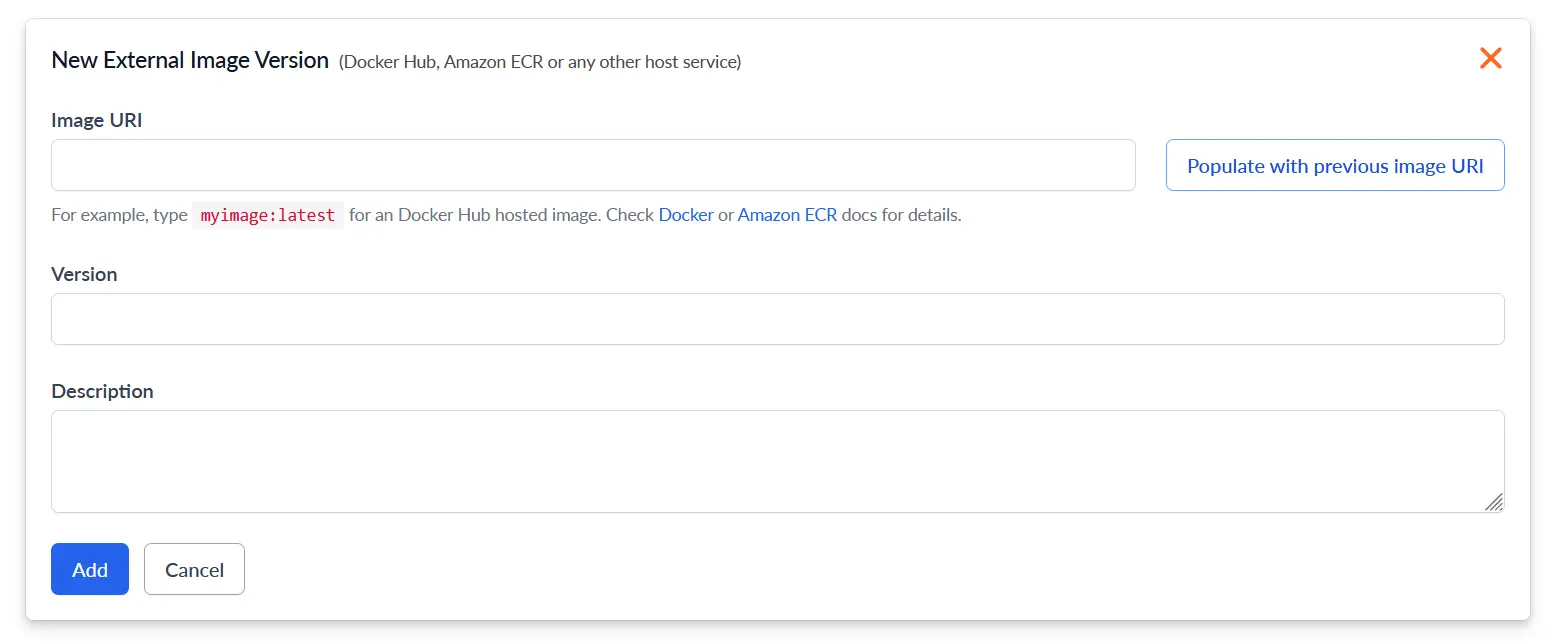 New External Image Version (Docker Hub, Amazon ECR or any other host service)
Image URI
Populate with previous image URI
For example, type myimage:latest for an Docker Hub hosted image. Check Docker or Amazon ECR docs for details.
Version
Description
Add Cancel